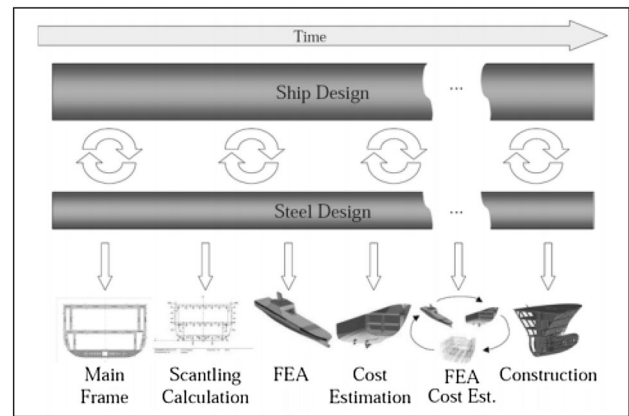 Time
Ship Design
...
Steel Design
...
Main
Frame
Scantling
Calculation
FEA
Cost
Estimation
FEA
Cost Est.
Construction